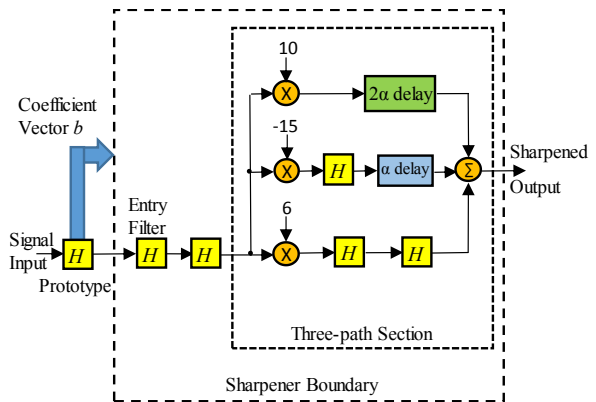 10
X
2α delay
Coefficient
Vector b
-15
X
H
α delay
Σ
Sharpened
Output
Entry
Filter
6
Signal
Input
H
H
H
X
H
H
Prototype
Three-path Section
Sharpener Boundary